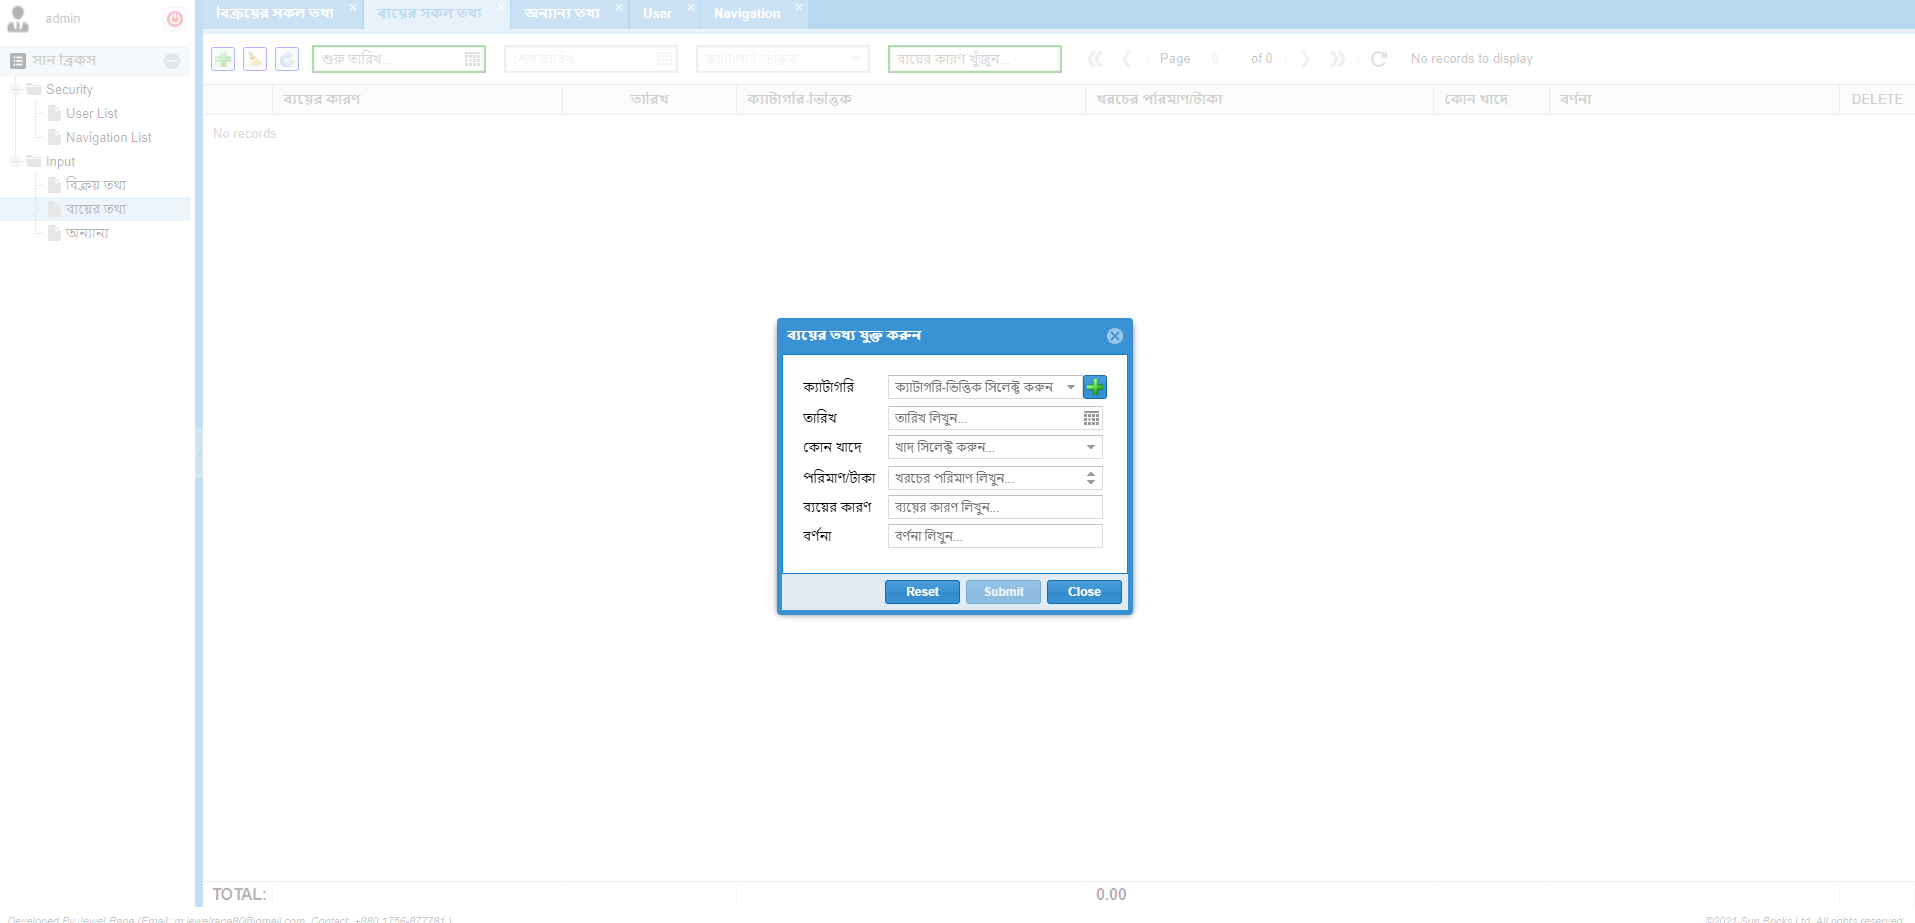 admin
বিক্রয়ের সকল তথ্য
ব্যয়ের সকল তথ্য
অন্যান্য তথ্য
User
Navigation
সান ব্রিকস
শুরু তারিখ...
শেষ তারিখ...
ক্যাটাগরি-ভিত্তিক...
ব্যয়ের কারণ খুঁজুন...
Page 0 of 0
No records to display
Security
User List
Navigation List
Input
বিক্রয় তথ্য
ব্যয়ের তথ্য
অন্যান্য
ব্যয়ের কারণ
তারিখ
ক্যাটাগরি-ভিত্তিক
খরচের পরিমাণ/টাকা
কোন খাদে
বর্ণনা
DELETE
No records
ব্যয়ের তথ্য যুক্ত করুন
ক্যাটাগরি
ক্যাটাগরি-ভিত্তিক সিলেক্ট করুন
তারিখ
তারিখ লিখুন...
কোন খাদে
খাদ সিলেক্ট করুন...
পরিমাণ/টাকা
খরচের পরিমাণ লিখুন...
ব্যয়ের কারণ
ব্যয়ের কারণ লিখুন...
বর্ণনা
বর্ণনা লিখুন...
Reset
Submit
Close
TOTAL:
0.00
Developed By Jewel Rana (Email: m.jewelrana80@gmail.com, Contact: +880 1756-877781 )
©2021 Sun Bricks Ltd. All rights reserved.